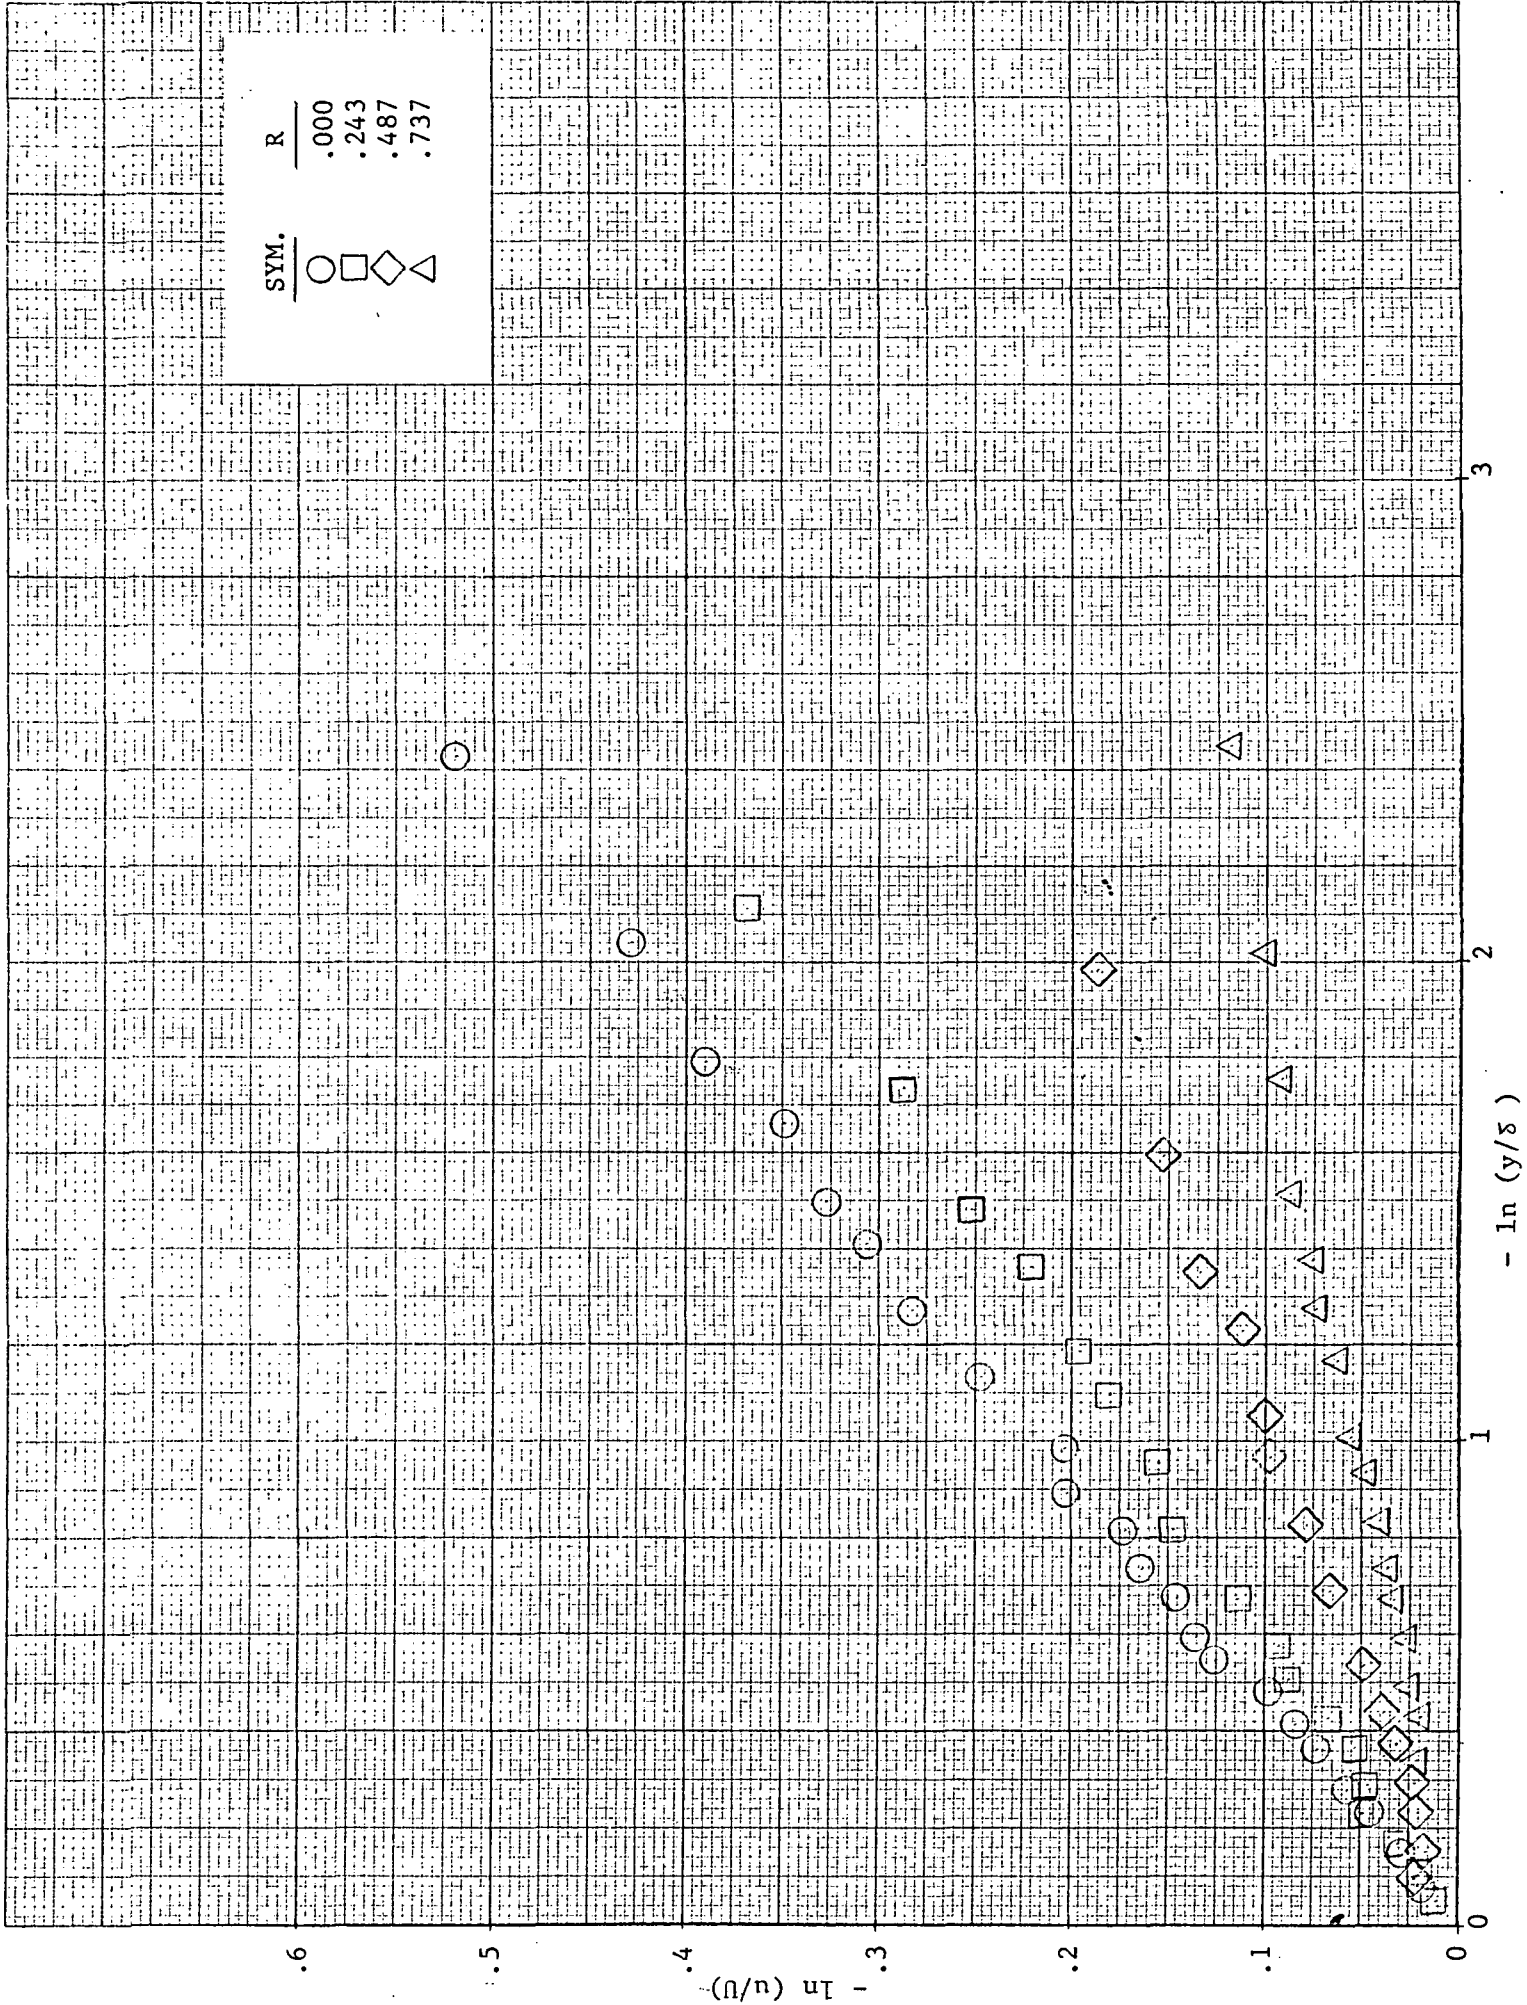 SYM. R
.000
.243
.487
.737
- ln (u/U)
.6
.5
.4
.3
.2
.1
0
0 1 2 3
- ln (y/δ)